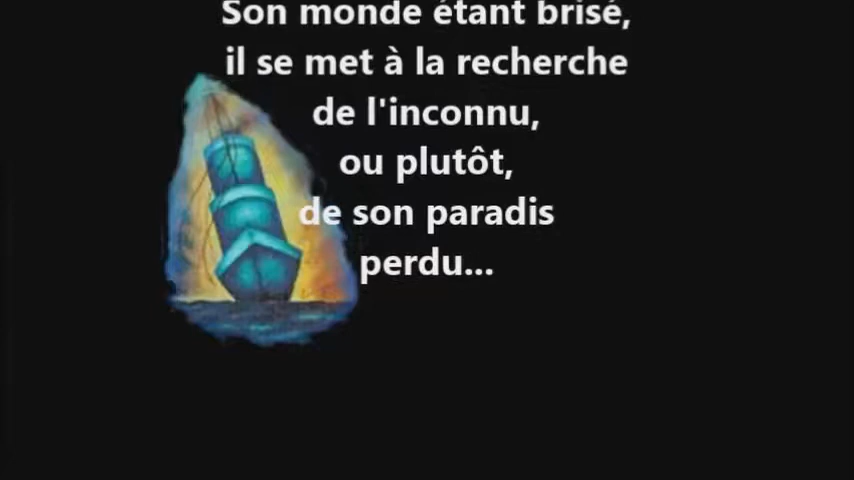 Son monde étant brisé,
il se met à la recherche
de l'inconnu,
ou plutôt,
de son paradis
perdu...